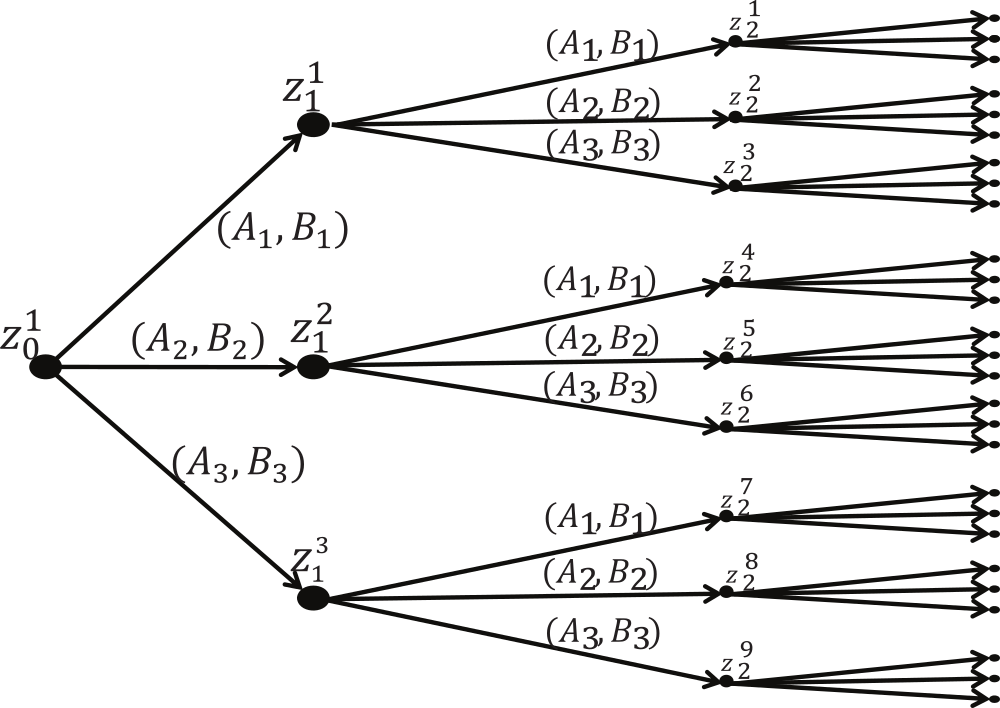 z_0^1
(A_1, B_1)
(A_2, B_2)
(A_3, B_3)
z_1^1
(A_1, B_1)
(A_2, B_2)
(A_3, B_3)
z_2^1
z_2^2
z_2^3
z_1^2
(A_1, B_1)
(A_2, B_2)
(A_3, B_3)
z_2^4
z_2^5
z_2^6
z_1^3
(A_1, B_1)
(A_2, B_2)
(A_3, B_3)
z_2^7
z_2^8
z_2^9